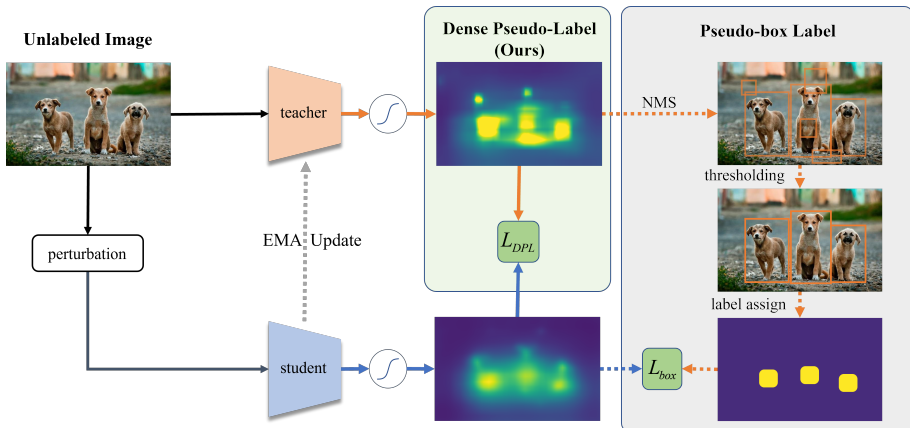 Unlabeled Image
Dense Pseudo-Label
(Ours)
Pseudo-box Label
teacher
NMS
thresholding
EMA Update
L_DPL
perturbation
label assign
student
L_box